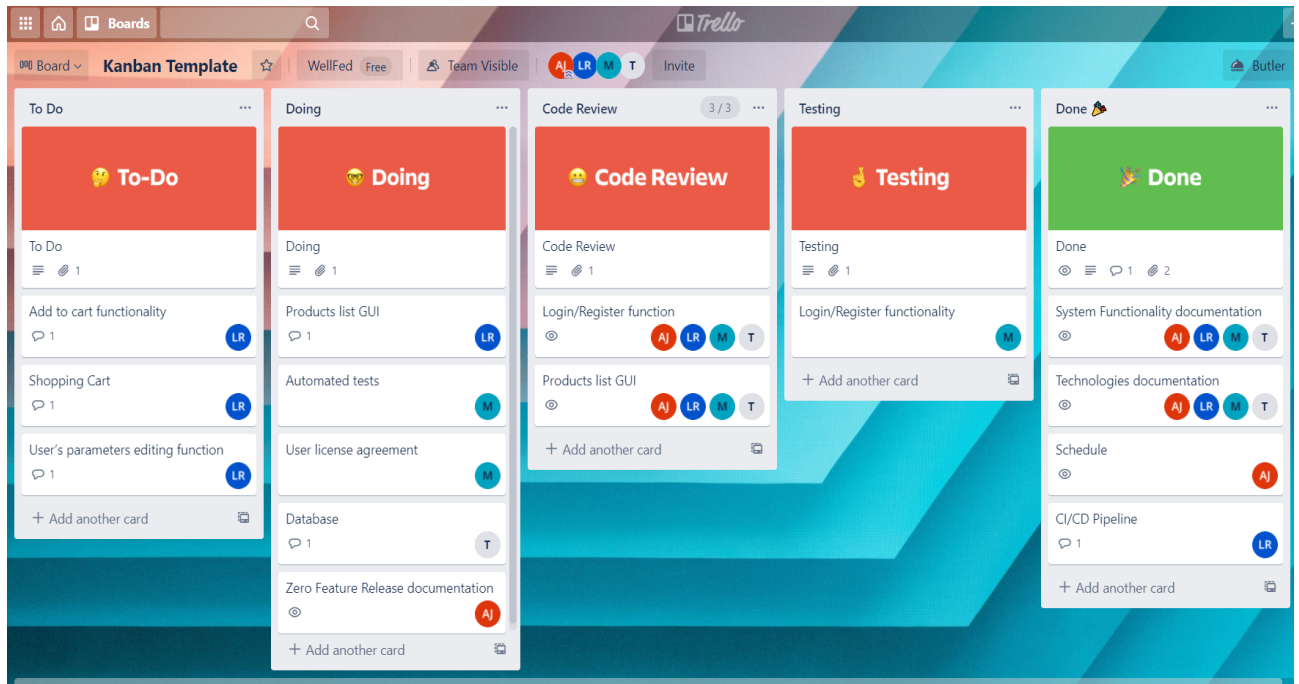 Boards
Trello
Board
Kanban Template
WellFed Free
Team Visible
AJ LR M T
Invite
Butler
To Do
🤔 To-Do
To Do
1
Add to cart functionality
1
LR
Shopping Cart
1
LR
User's parameters editing function
1
LR
+ Add another card
Doing
🤓 Doing
Doing
1
Products list GUI
1
LR
Automated tests
M
User license agreement
M
Database
1
T
Zero Feature Release documentation
AJ
+ Add another card
Code Review
3 / 3
😬 Code Review
Code Review
1
Login/Register function
AJ LR M T
Products list GUI
AJ LR M T
+ Add another card
Testing
🤞 Testing
Testing
1
Login/Register functionality
M
+ Add another card
Done 🎉
🎉 Done
Done
1 2
System Functionality documentation
AJ LR M T
Technologies documentation
AJ LR M T
Schedule
AJ
CI/CD Pipeline
1
LR
+ Add another card